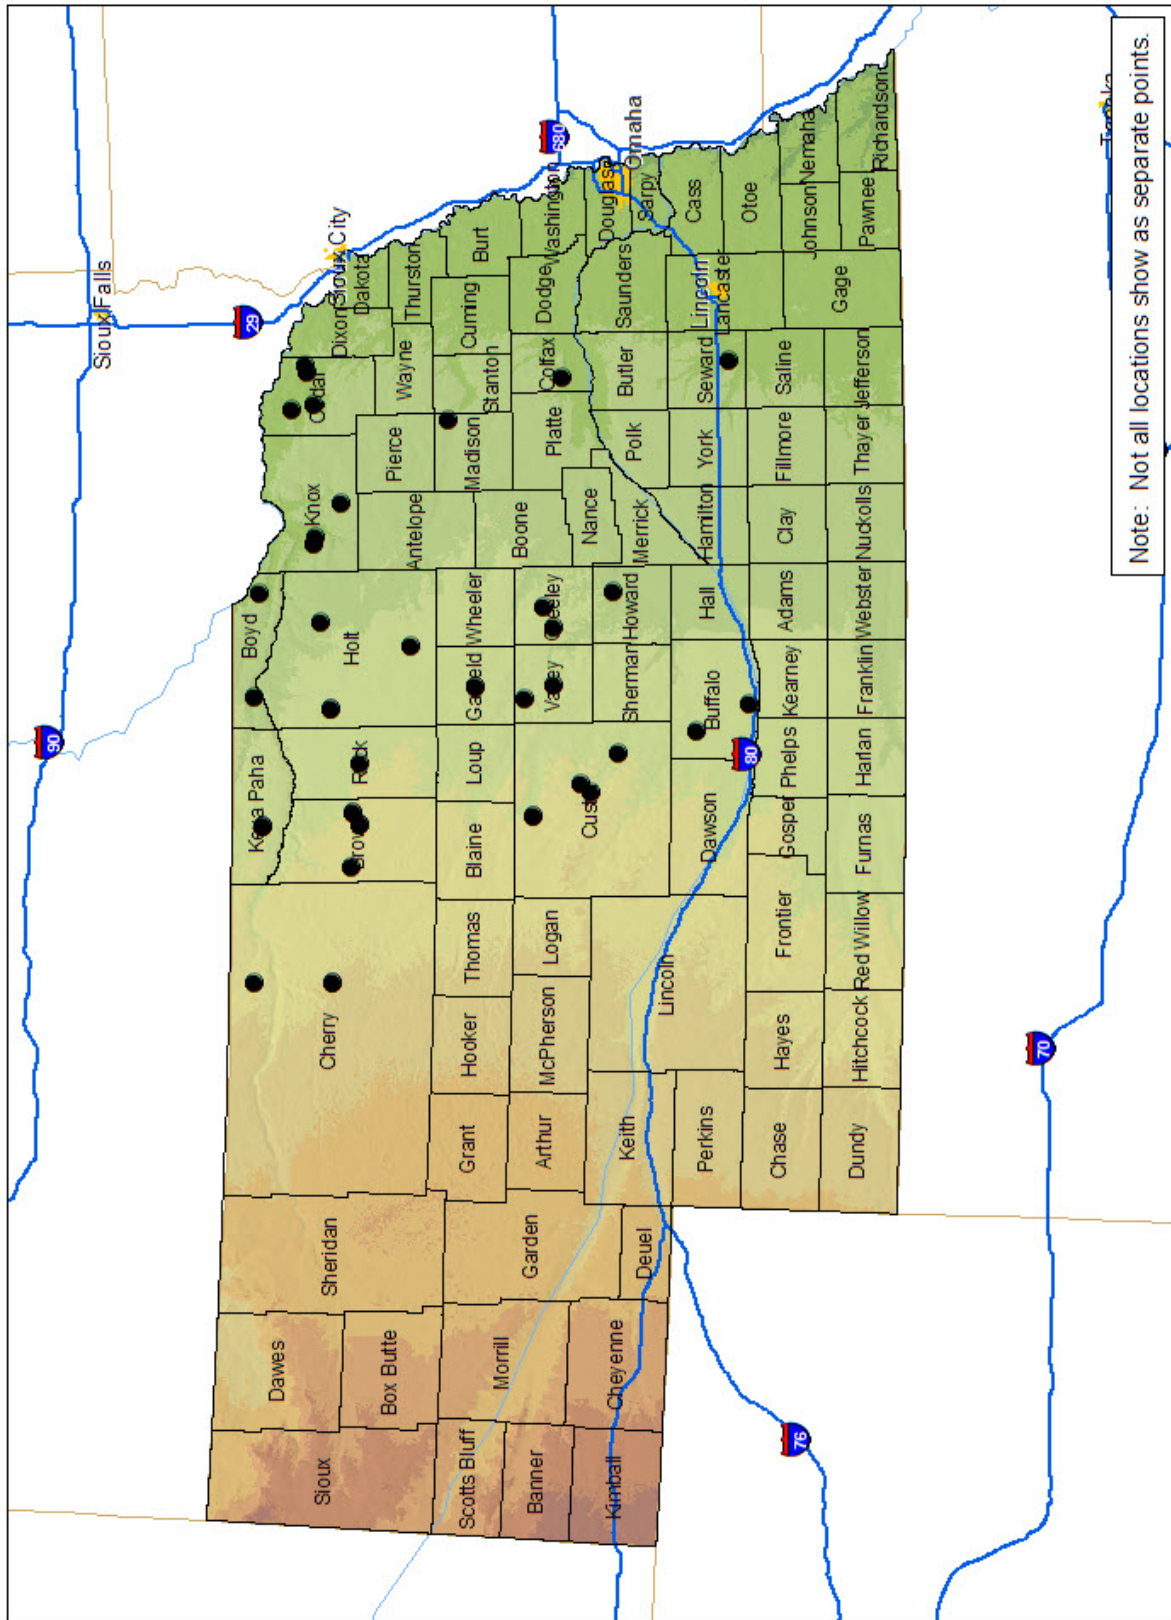 90
Sioux Falls
29
Sioux City
680
Omaha
Sioux
Dawes
Sheridan
Cherry
Keya Paha
Boyd
Brown
Rock
Holt
Knox
Cedar
Dixon
Dakota
Box Butte
Antelope
Pierce
Wayne
Thurston
Scotts Bluff
Morrill
Garden
Grant
Hooker
Thomas
Blaine
Loup
Garfield
Wheeler
Madison
Stanton
Cuming
Burt
Banner
Arthur
McPherson
Logan
Custer
Valley
Greeley
Boone
Platte
Colfax
Dodge
Washington
Kimball
Cheyenne
Deuel
Keith
Lincoln
Sherman
Howard
Nance
Merrick
Polk
Butler
Saunders
Douglas
Sarpy
Perkins
Dawson
Buffalo
Hall
Hamilton
York
Seward
Lincoln
Lancaster
Cass
80
Chase
Hayes
Frontier
Gosper
Phelps
Kearney
Adams
Clay
Fillmore
Saline
Otoe
Dundy
Hitchcock
Red Willow
Furnas
Harlan
Franklin
Webster
Nuckolls
Thayer
Jefferson
Gage
Johnson
Nemaha
Pawnee
Richardson
76
70
Topeka
Note: Not all locations show as separate points.